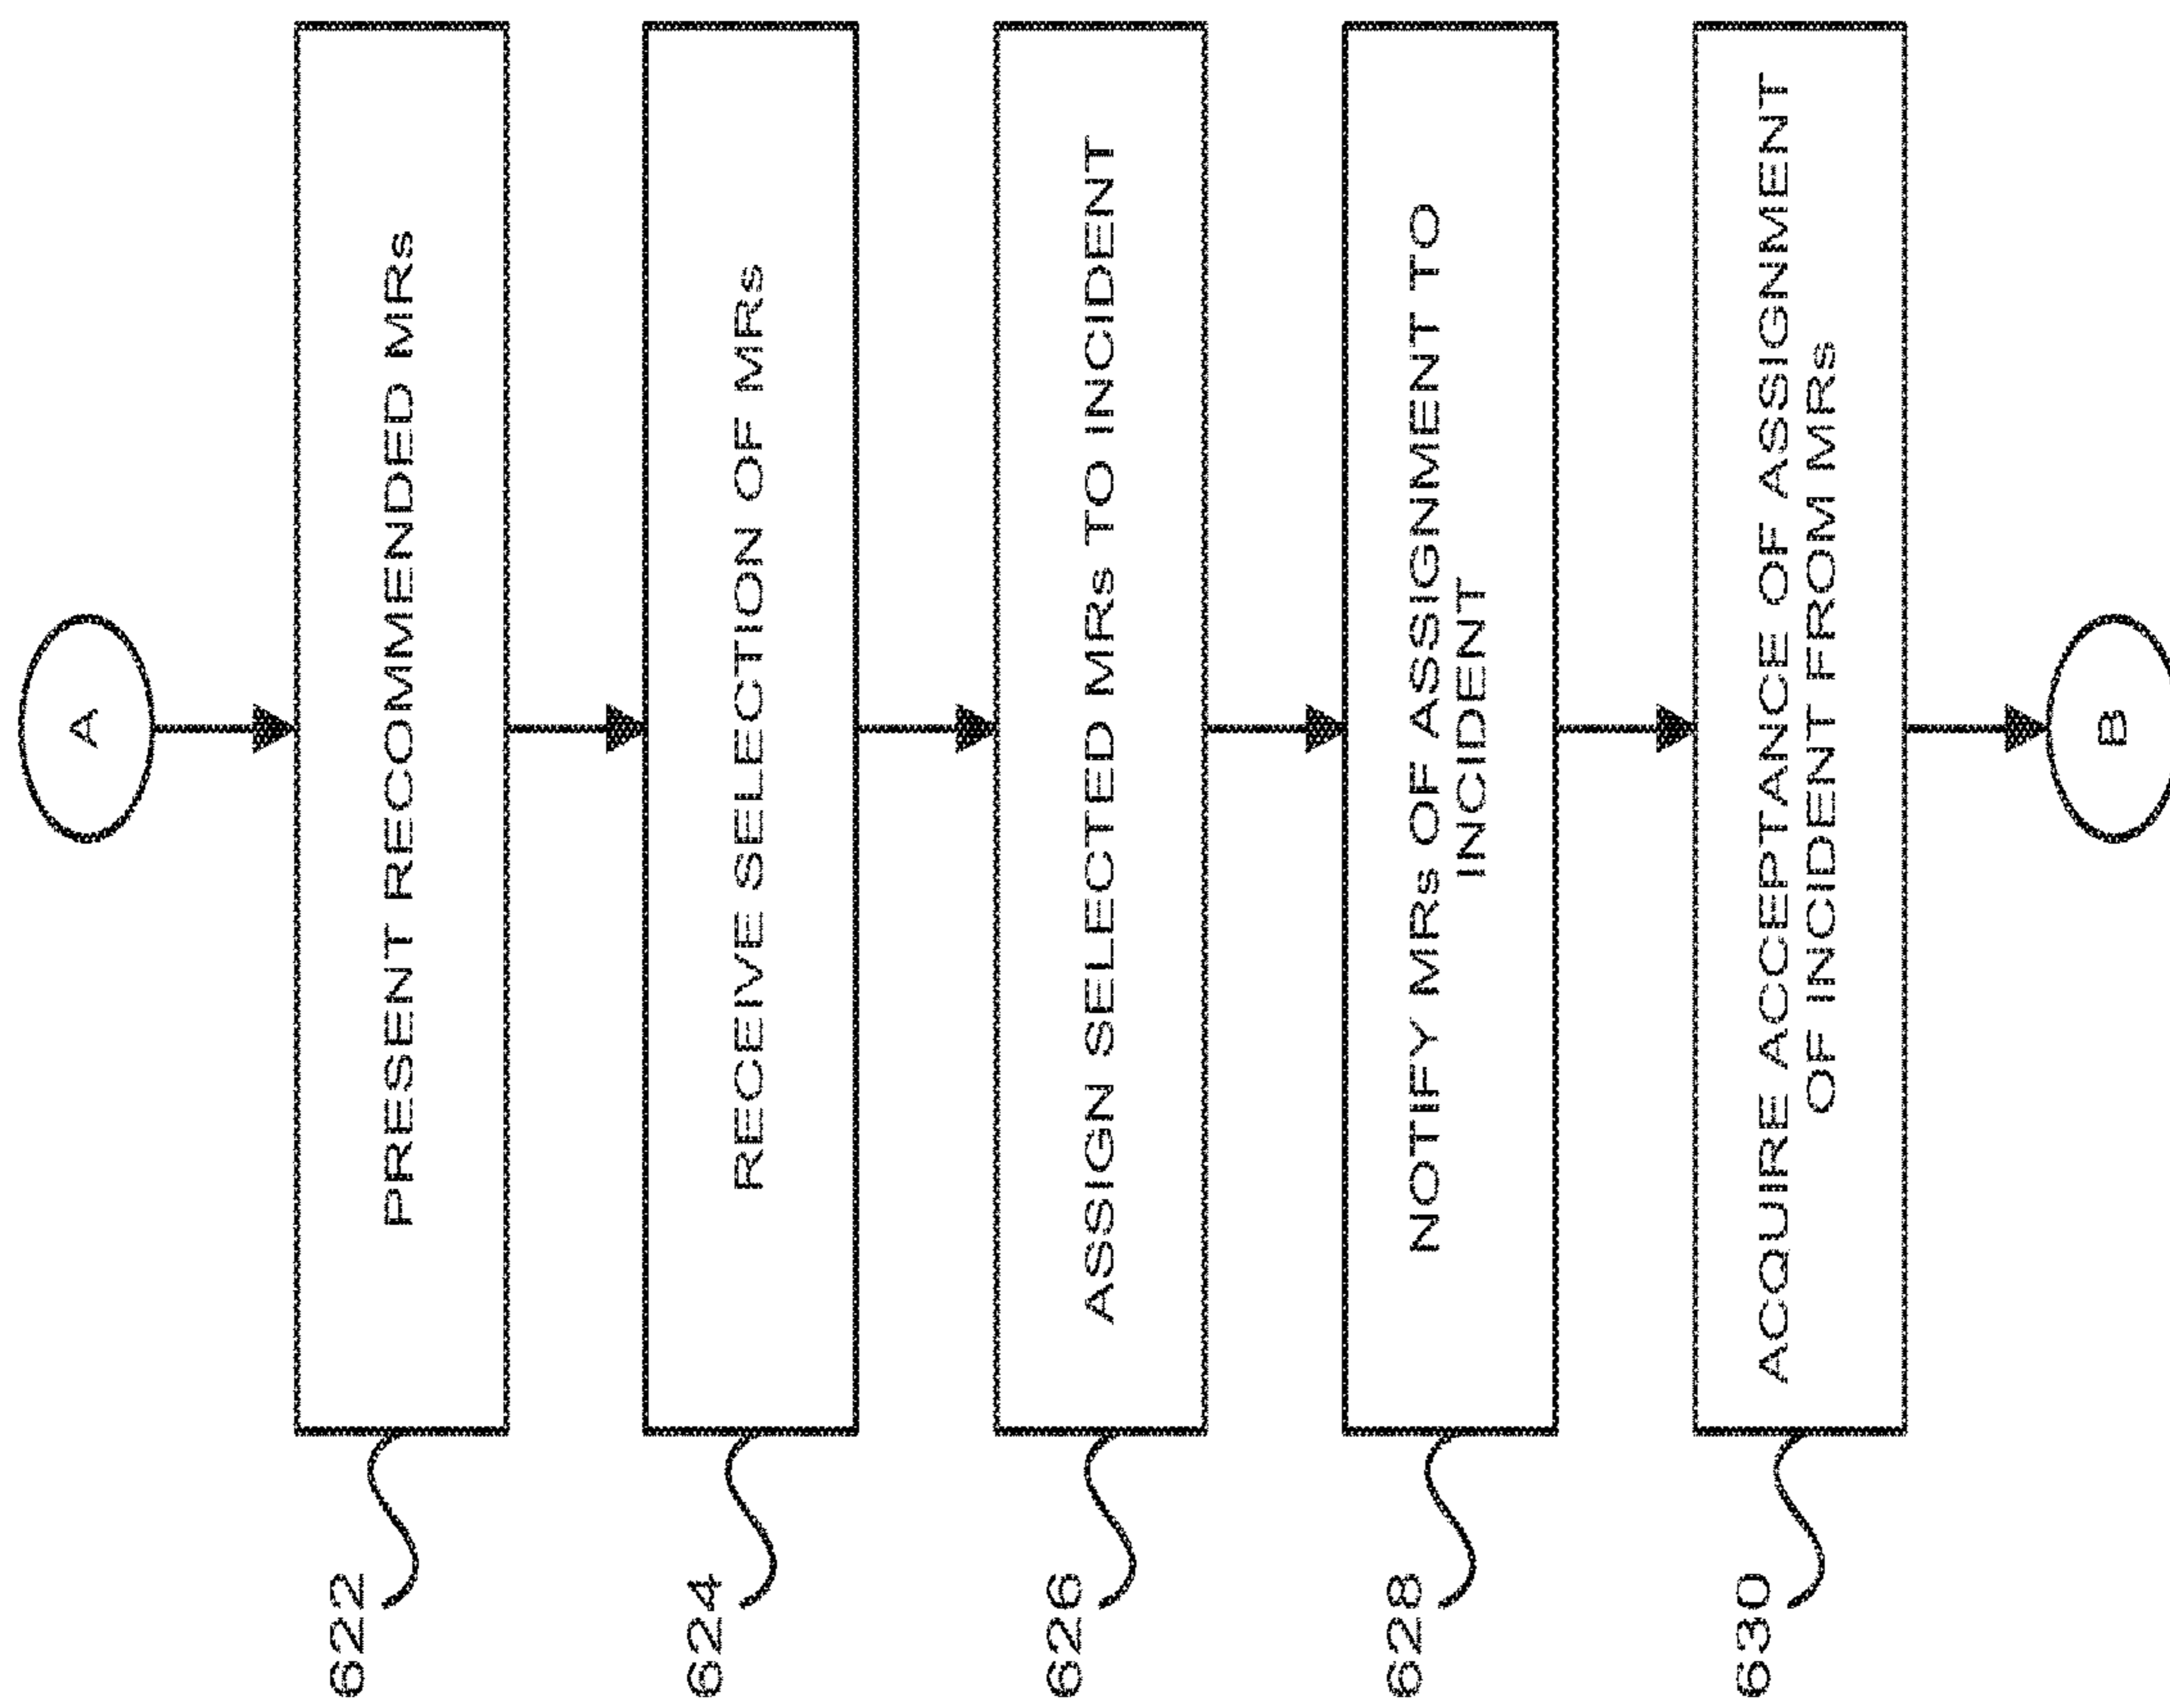 A
622
PRESENT RECOMMENDED MRs
624
RECEIVE SELECTION OF MRs
626
ASSIGN SELECTED MRs TO INCIDENT
628
NOTIFY MRs OF ASSIGNMENT TO
INCIDENT
630
ACQUIRE ACCEPTANCE OF ASSIGNMENT
OF INCIDENT FROM MRs
B